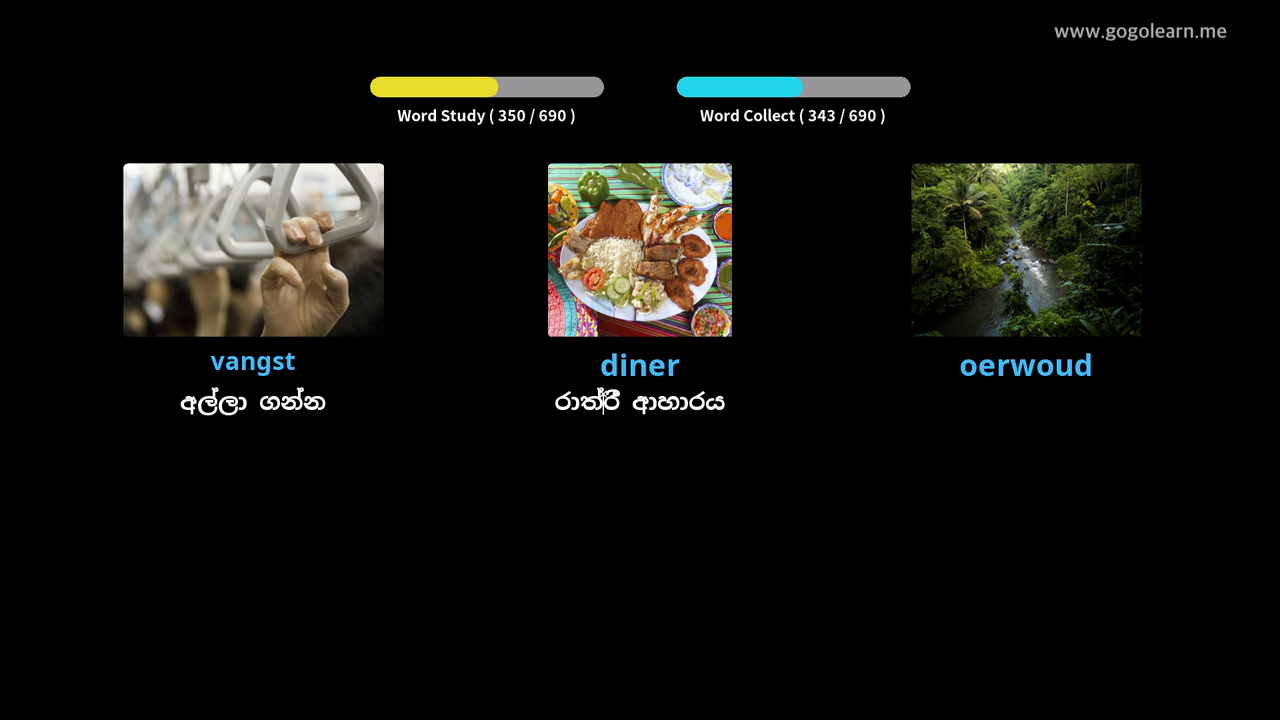 www.gogolearn.me
Word Study ( 350 / 690 )
Word Collect ( 343 / 690 )
vangst
අල්ලා ගන්න
diner
රාත්‍රී ආහාරය
oerwoud